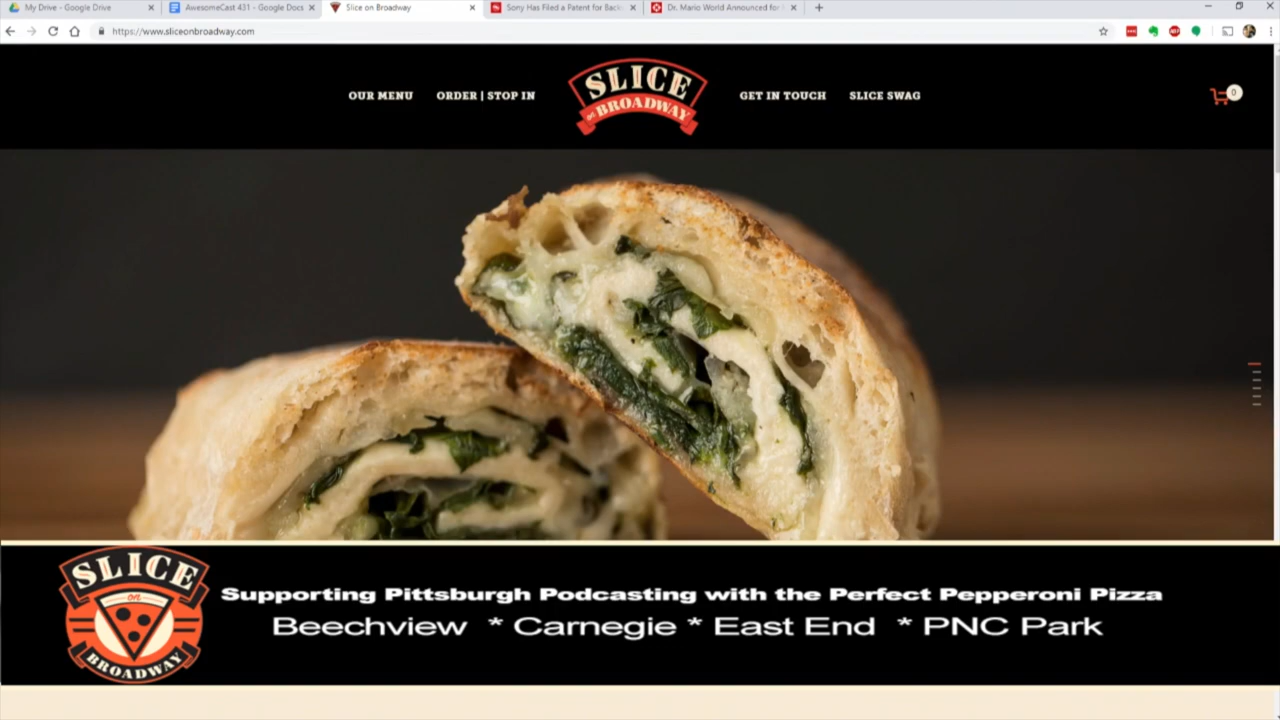 My Drive - Google Drive
AwesomeCast 431 - Google Docs
Slice on Broadway
Sony Has Filed a Patent for Back
Dr. Mario World Announced for
https://www.sliceonbroadway.com
OUR MENU
ORDER | STOP IN
SLICE
on BROADWAY
GET IN TOUCH
SLICE SWAG
0
SLICE
on
BROADWAY
Supporting Pittsburgh Podcasting with the Perfect Pepperoni Pizza
Beechview * Carnegie * East End * PNC Park